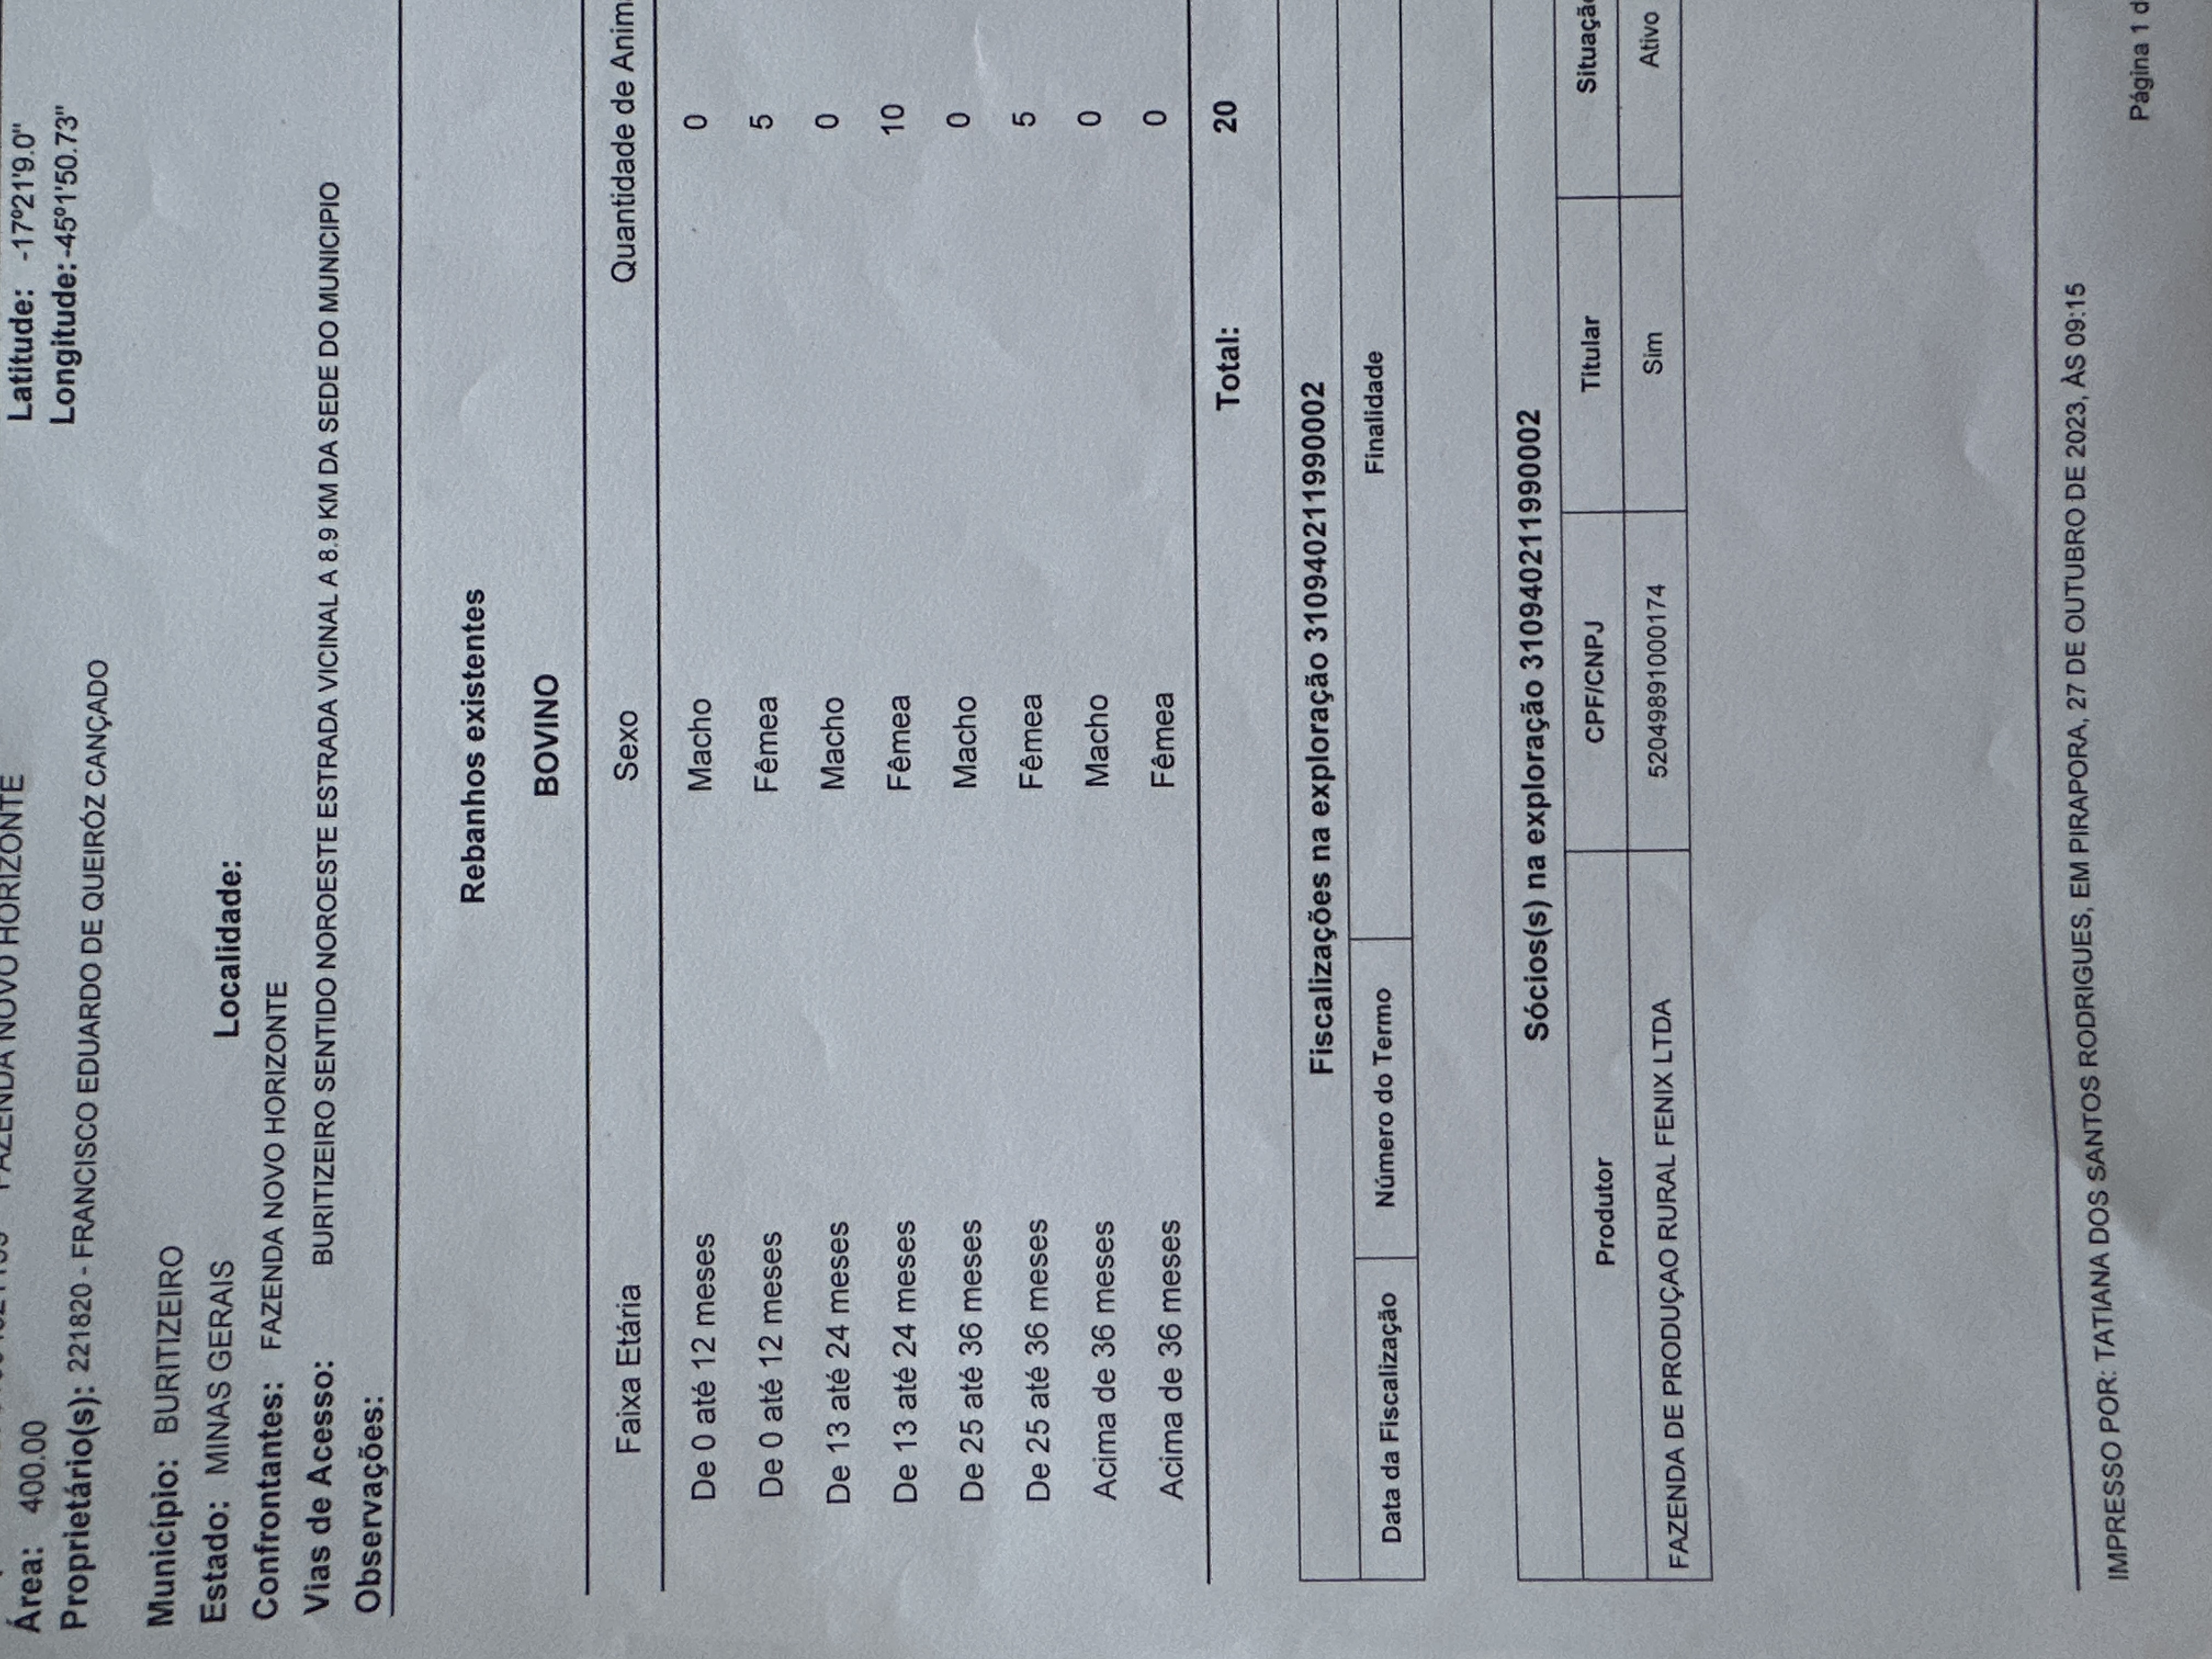 FAZENDA NOVO HORIZONTE
Área: 400.00 Latitude: -17º21'9.0"
Proprietário(s): 221820 - FRANCISCO EDUARDO DE QUEIRÓZ CANÇADO Longitude: -45º1'50.73"
Município: BURITIZEIRO
Estado: MINAS GERAIS Localidade:
Confrontantes: FAZENDA NOVO HORIZONTE
Vias de Acesso: BURITIZEIRO SENTIDO NOROESTE ESTRADA VICINAL A 8.9 KM DA SEDE DO MUNICIPIO
Observações:
Rebanhos existentes
BOVINO
Faixa Etária Sexo Quantidade de Anim
De 0 até 12 meses Macho 0
De 0 até 12 meses Fêmea 5
De 13 até 24 meses Macho 0
De 13 até 24 meses Fêmea 10
De 25 até 36 meses Macho 0
De 25 até 36 meses Fêmea 5
Acima de 36 meses Macho 0
Acima de 36 meses Fêmea 0
Total: 20
Fiscalizações na exploração 310940211990002
Data da Fiscalização Número do Termo Finalidade
Sócios(s) na exploração 310940211990002
Produtor CPF/CNPJ Titular Situaçã
FAZENDA DE PRODUÇAO RURAL FENIX LTDA 52049891000174 Sim Ativo
IMPRESSO POR: TATIANA DOS SANTOS RODRIGUES, EM PIRAPORA, 27 DE OUTUBRO DE 2023, ÀS 09:15
Página 1 d